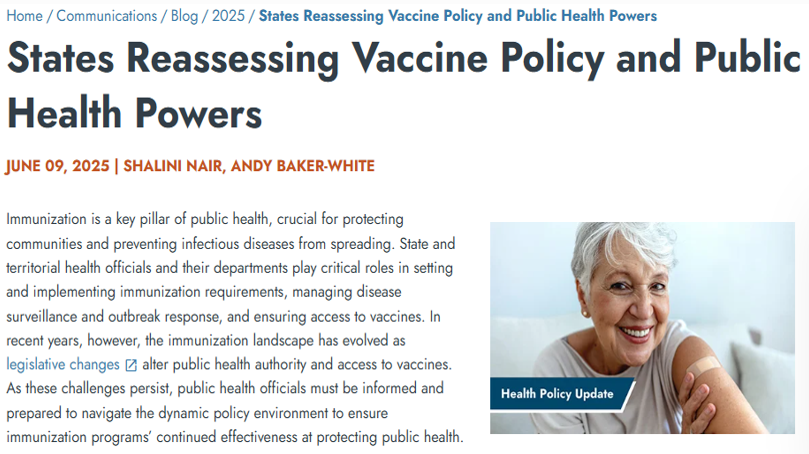 Home / Communications / Blog / 2025 / States Reassessing Vaccine Policy and Public Health Powers
States Reassessing Vaccine Policy and Public
Health Powers
JUNE 09, 2025 | SHALINI NAIR, ANDY BAKER-WHITE
Immunization is a key pillar of public health, crucial for protecting
communities and preventing infectious diseases from spreading. State and
territorial health officials and their departments play critical roles in setting
and implementing immunization requirements, managing disease
surveillance and outbreak response, and ensuring access to vaccines. In
recent years, however, the immunization landscape has evolved as
legislative changes alter public health authority and access to vaccines.
As these challenges persist, public health officials must be informed and
prepared to navigate the dynamic policy environment to ensure
immunization programs’ continued effectiveness at protecting public health.
Health Policy Update